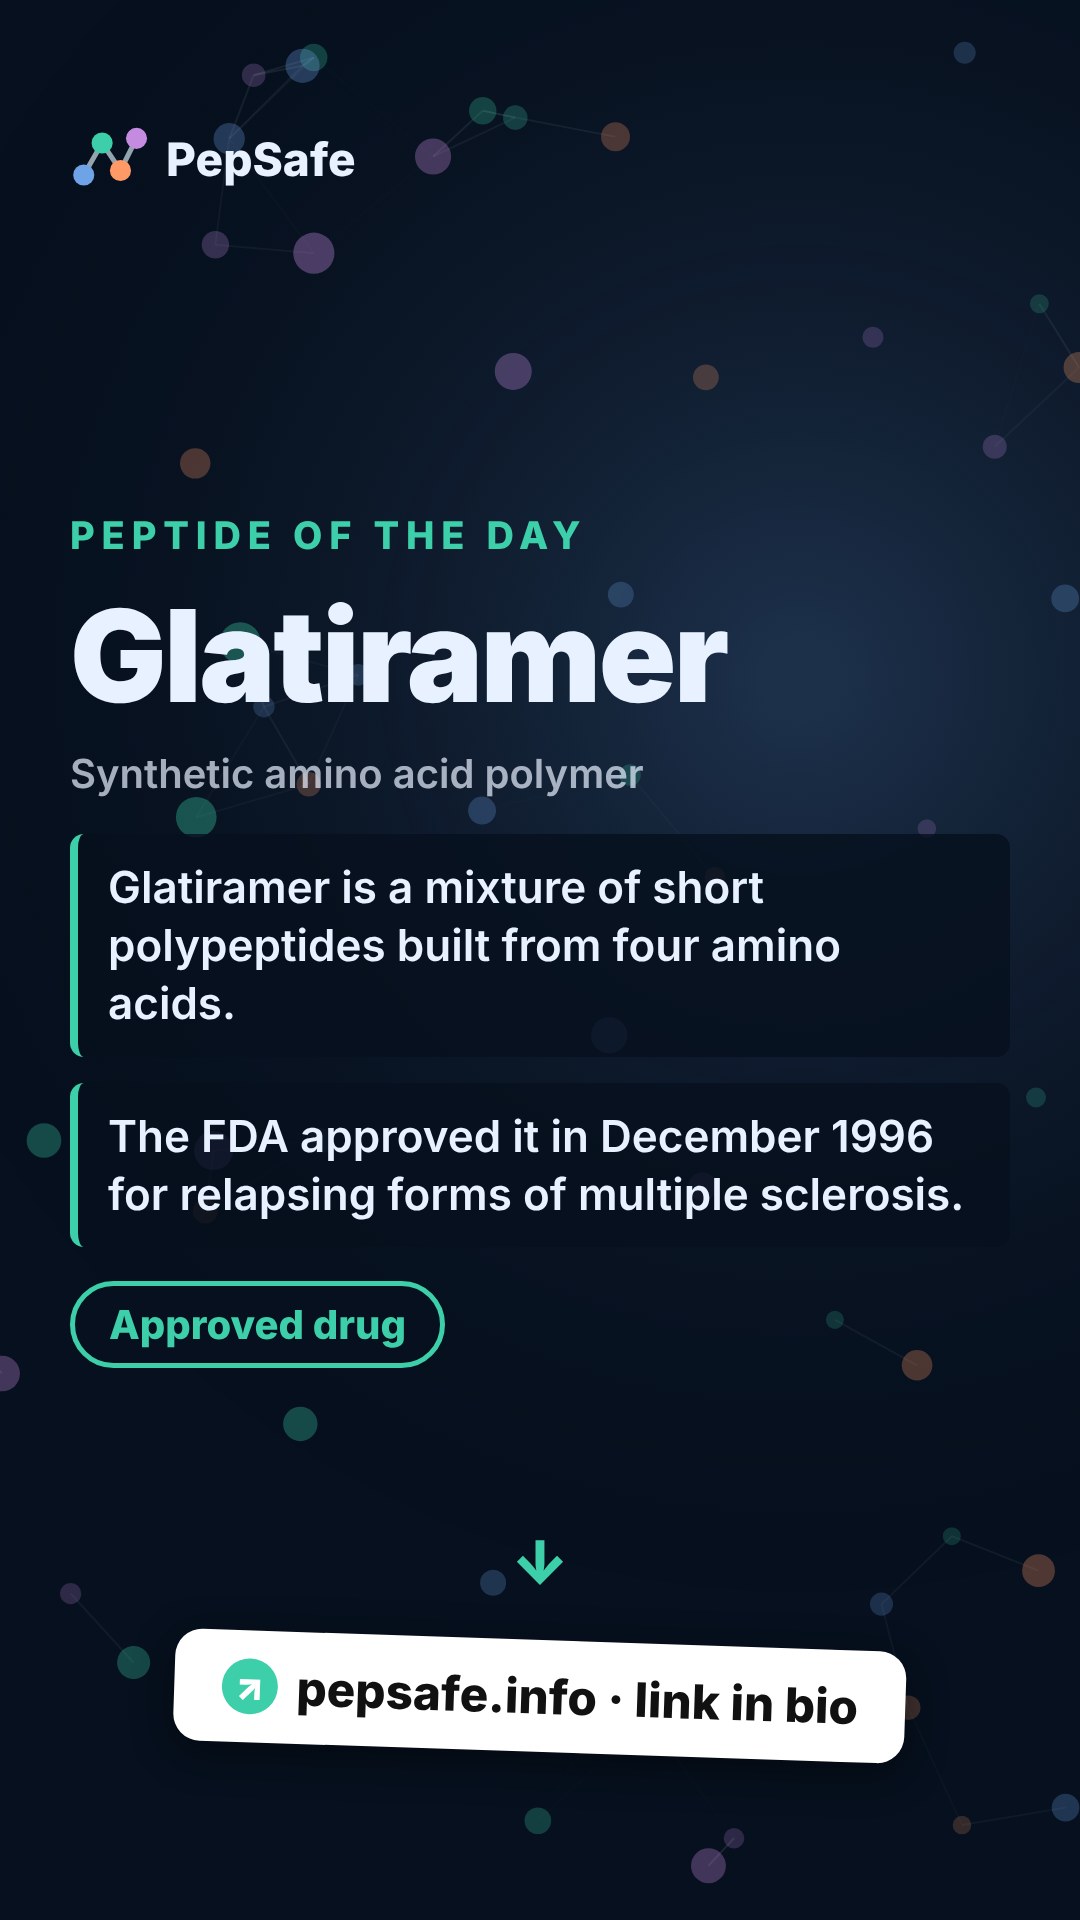 PepSafe
PEPTIDE OF THE DAY
Glatiramer
Synthetic amino acid polymer
Glatiramer is a mixture of short
polypeptides built from four amino
acids.
The FDA approved it in December 1996
for relapsing forms of multiple sclerosis.
Approved drug
pepsafe.info · link in bio